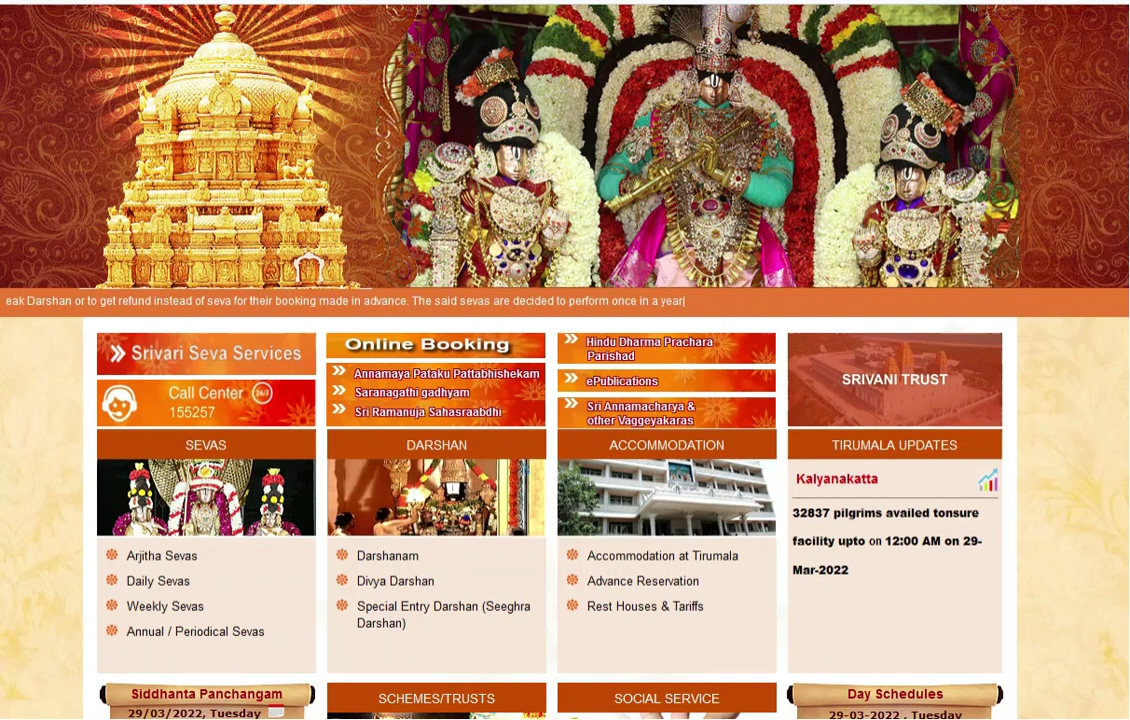 eak Darshan or to get refund instead of seva for their booking made in advance. The said sevas are decided to perform once in a year|
Srivari Seva Services
Call Center 24/7
155257
Online Booking
Annamaya Pataku Pattabhishekam
Saranagathi gadhyam
Sri Ramanuja Sahasraabdhi
Hindu Dharma Prachara
Parishad
ePublications
Sri Annamacharya &
other Vaggeyakaras
SRIVANI TRUST
SEVAS
Arjitha Sevas
Daily Sevas
Weekly Sevas
Annual / Periodical Sevas
DARSHAN
Darshanam
Divya Darshan
Special Entry Darshan (Seeghra
Darshan)
ACCOMMODATION
Accommodation at Tirumala
Advance Reservation
Rest Houses & Tariffs
TIRUMALA UPDATES
Kalyanakatta
32837 pilgrims availed tonsure
facility upto on 12:00 AM on 29-
Mar-2022
Siddhanta Panchangam
29/03/2022, Tuesday
SCHEMES/TRUSTS
SOCIAL SERVICE
Day Schedules
29-03-2022 , Tuesday